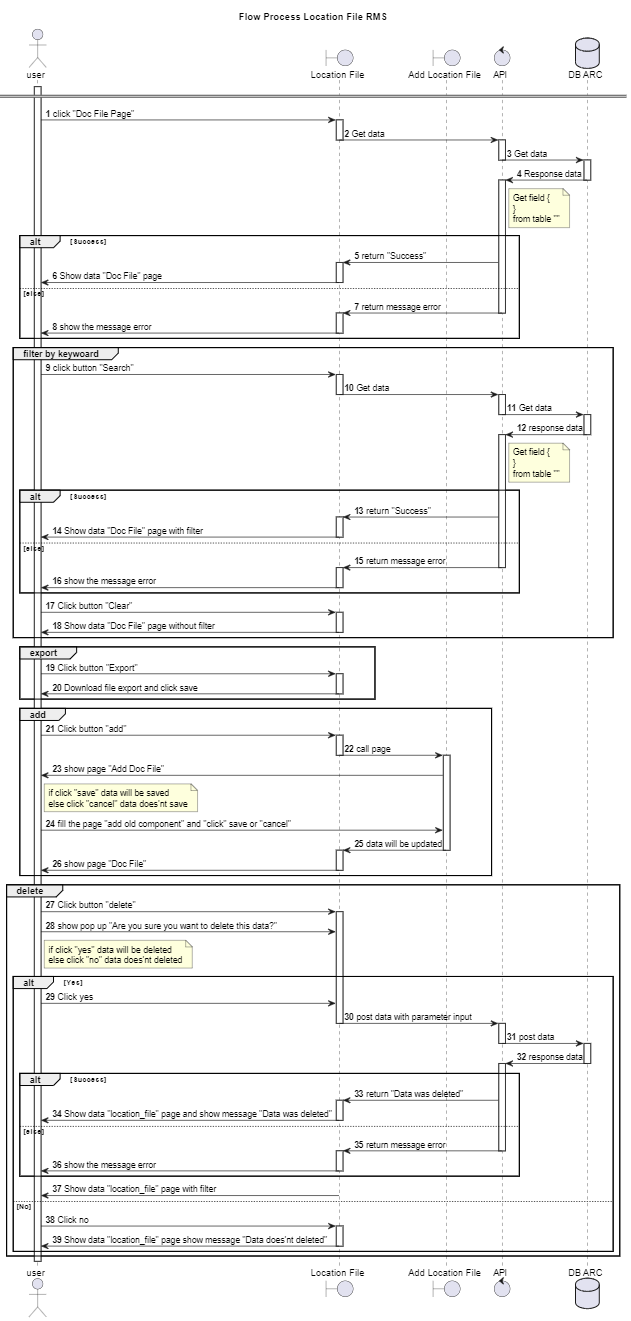 Flow Process Location File RMS
user
Location File
Add Location File
API
DB ARC
1 click "Doc File Page"
2 Get data
3 Get data
4 Response data
Get field {
}
from table ""
alt
[Success]
5 return "Success"
6 Show data "Doc File" page
[else]
7 return message error
8 show the message error
filter by keywoard
9 click button "Search"
10 Get data
11 Get data
12 response data
Get field {
}
from table ""
alt
[Success]
13 return "Success"
14 Show data "Doc File" page with filter
[else]
15 return message error
16 show the message error
17 Click button "Clear"
18 Show data "Doc File" page without filter
export
19 Click button "Export"
20 Download file export and click save
add
21 Click button "add"
22 call page
23 show page "Add Doc File"
if click "save" data will be saved
else click "cancel" data does'nt save
24 fill the page "add old component" and "click" save or "cancel"
25 data will be updated
26 show page "Doc File"
delete
27 Click button "delete"
28 show pop up "Are you sure you want to delete this data?"
if click "yes" data will be deleted
else click "no" data does'nt deleted
alt
[Yes]
29 Click yes
30 post data with parameter input
31 post data
32 response data
alt
[Success]
33 return "Data was deleted"
34 Show data "location_file" page and show message "Data was deleted"
[else]
35 return message error
36 show the message error
37 Show data "location_file" page with filter
[No]
38 Click no
39 Show data "location_file" page show message "Data does'nt deleted"
user
Location File
Add Location File
API
DB ARC